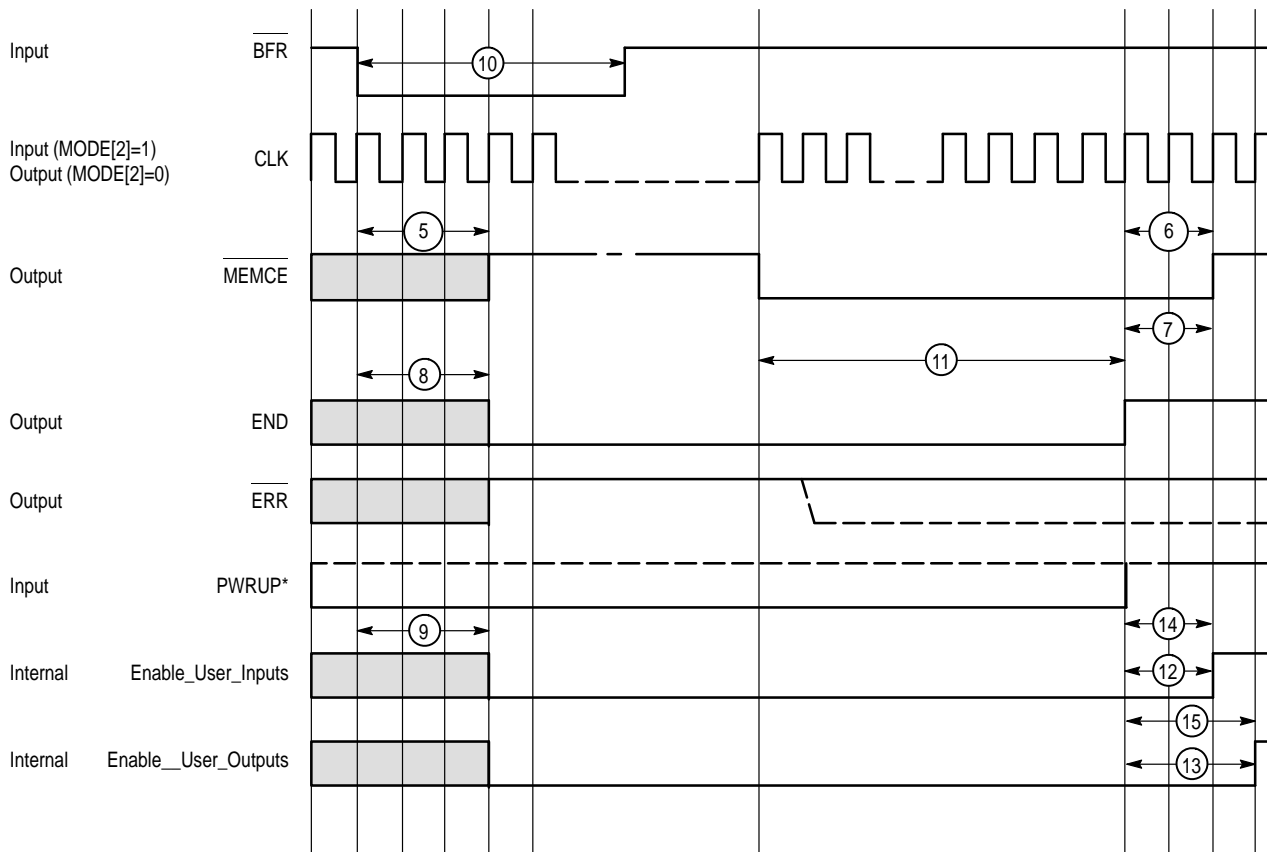 Input BFR
10
Input (MODE[2]=1)
Output (MODE[2]=0)
CLK
5
6
Output MEMCE
7
11
8
Output END
Output ERR
Input PWRUP*
9
14
Internal Enable_User_Inputs
12
15
Internal Enable__User_Outputs
13